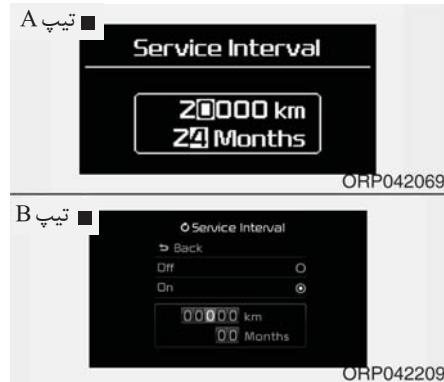 ■ تیپ A
Service Interval
20000 km
24 Months
ORP042069
■ تیپ B
Service Interval
Back
Off
On
00000 km
00 Months
ORP042209